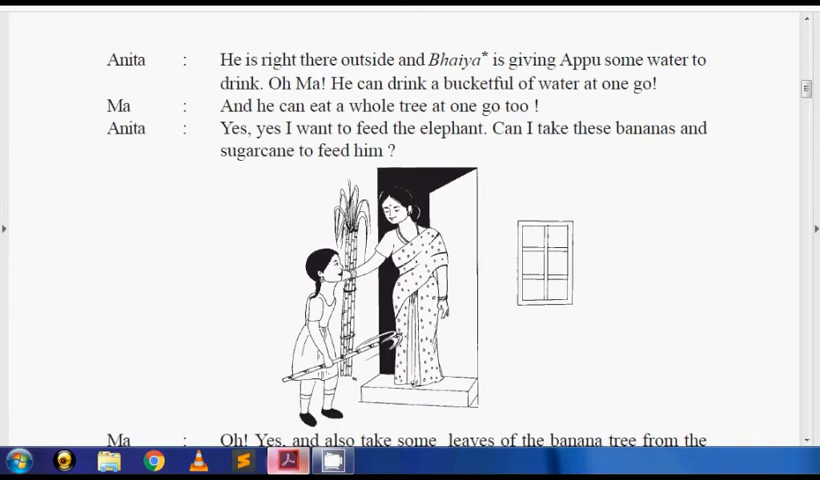 Anita : He is right there outside and Bhaiya* is giving Appu some water to
drink. Oh Ma! He can drink a bucketful of water at one go!
Ma : And he can eat a whole tree at one go too !
Anita : Yes, yes I want to feed the elephant. Can I take these bananas and
sugarcane to feed him ?
Ma : Oh! Yes, and also take some leaves of the banana tree from the